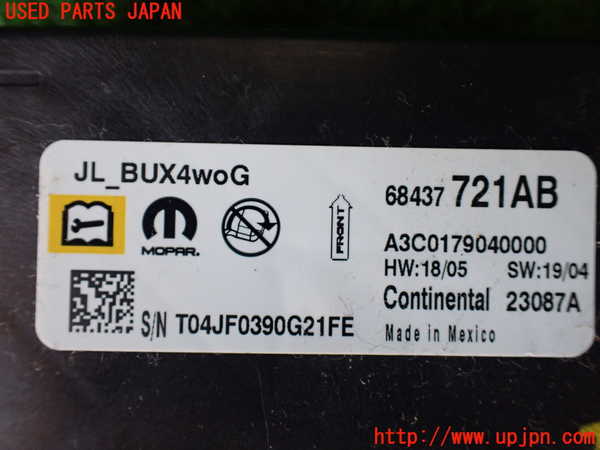 USED PARTS JAPAN
JL_BUX4woG
68437 721AB
MOPAR.
FRONT
A3C0179040000
HW:18/05 SW:19/04
Continental 23087A
S/N T04JF0390G21FE
Made in Mexico
UPJ http://www.upjpn.com/